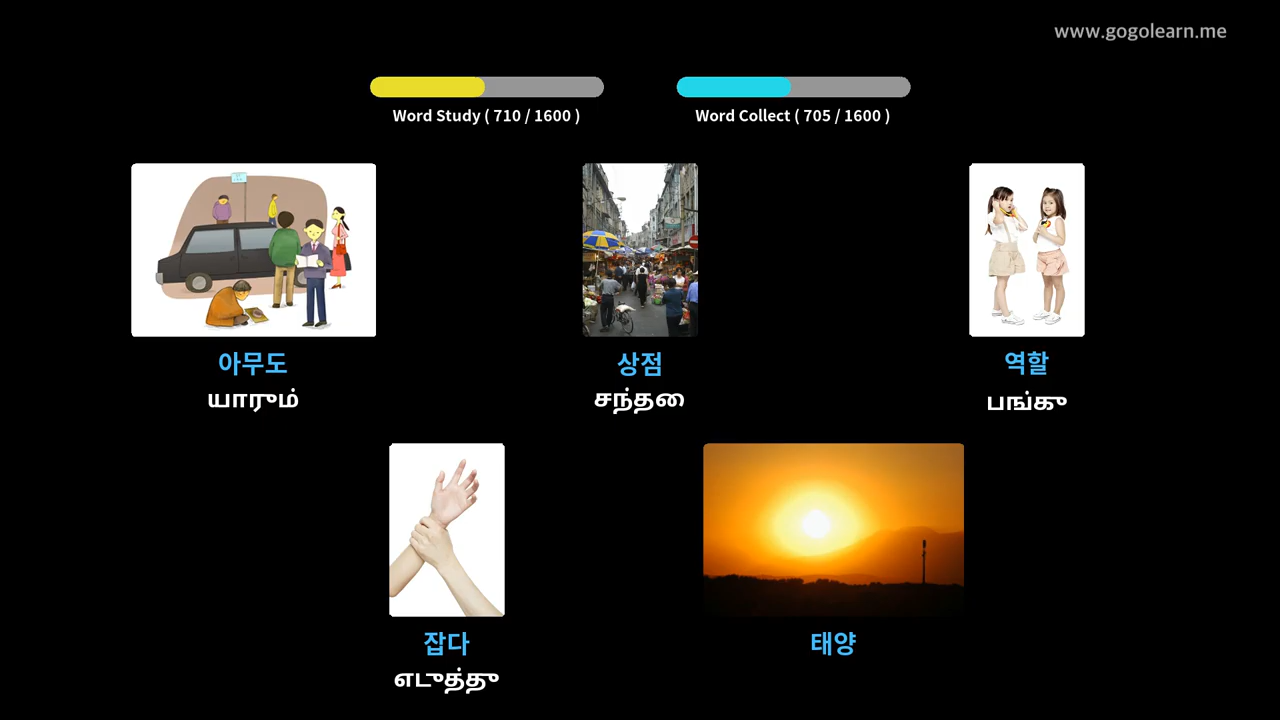 www.gogolearn.me
Word Study ( 710 / 1600 )
Word Collect ( 705 / 1600 )
아무도
யாரும்
상점
சந்தை
역할
பங்கு
잡다
எடுத்து
태양